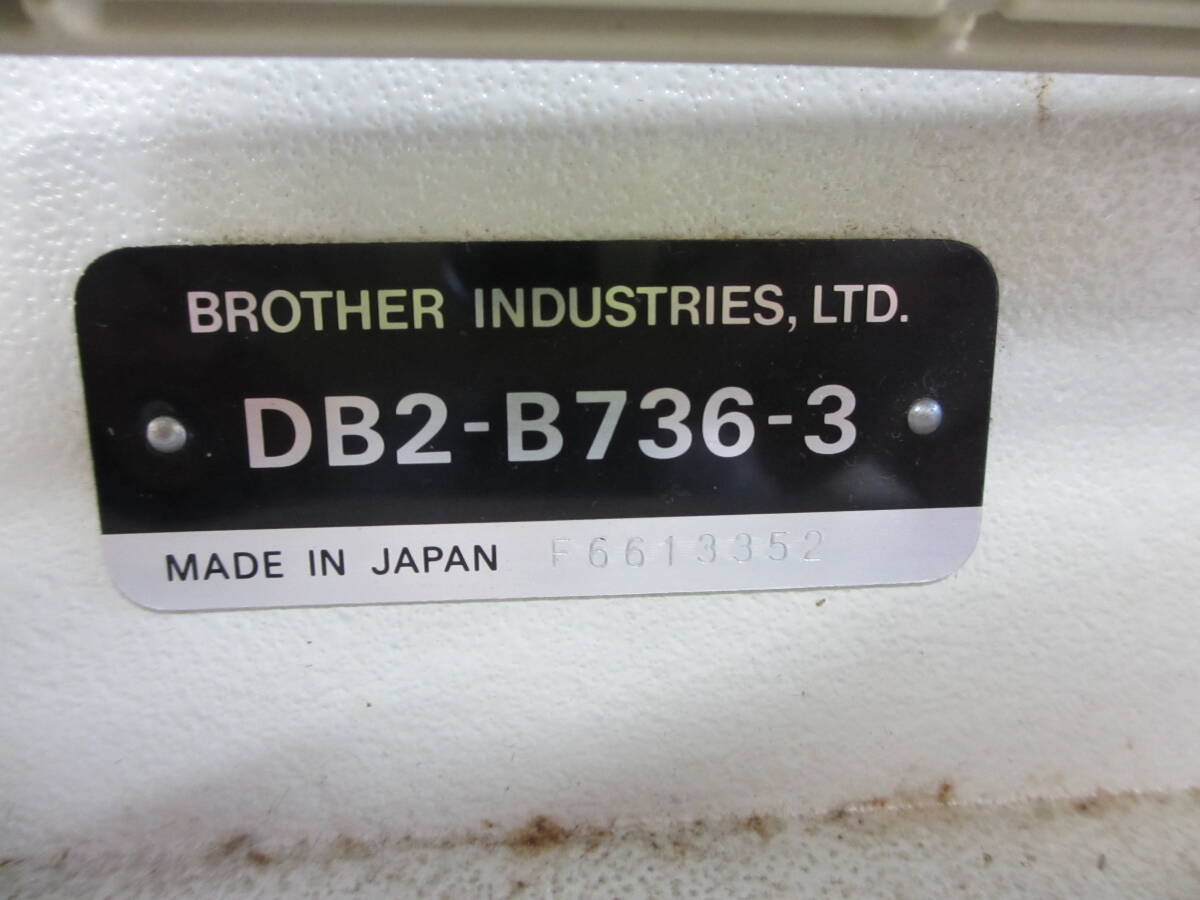 BROTHER INDUSTRIES, LTD.
DB2-B736-3
MADE IN JAPAN F6613352